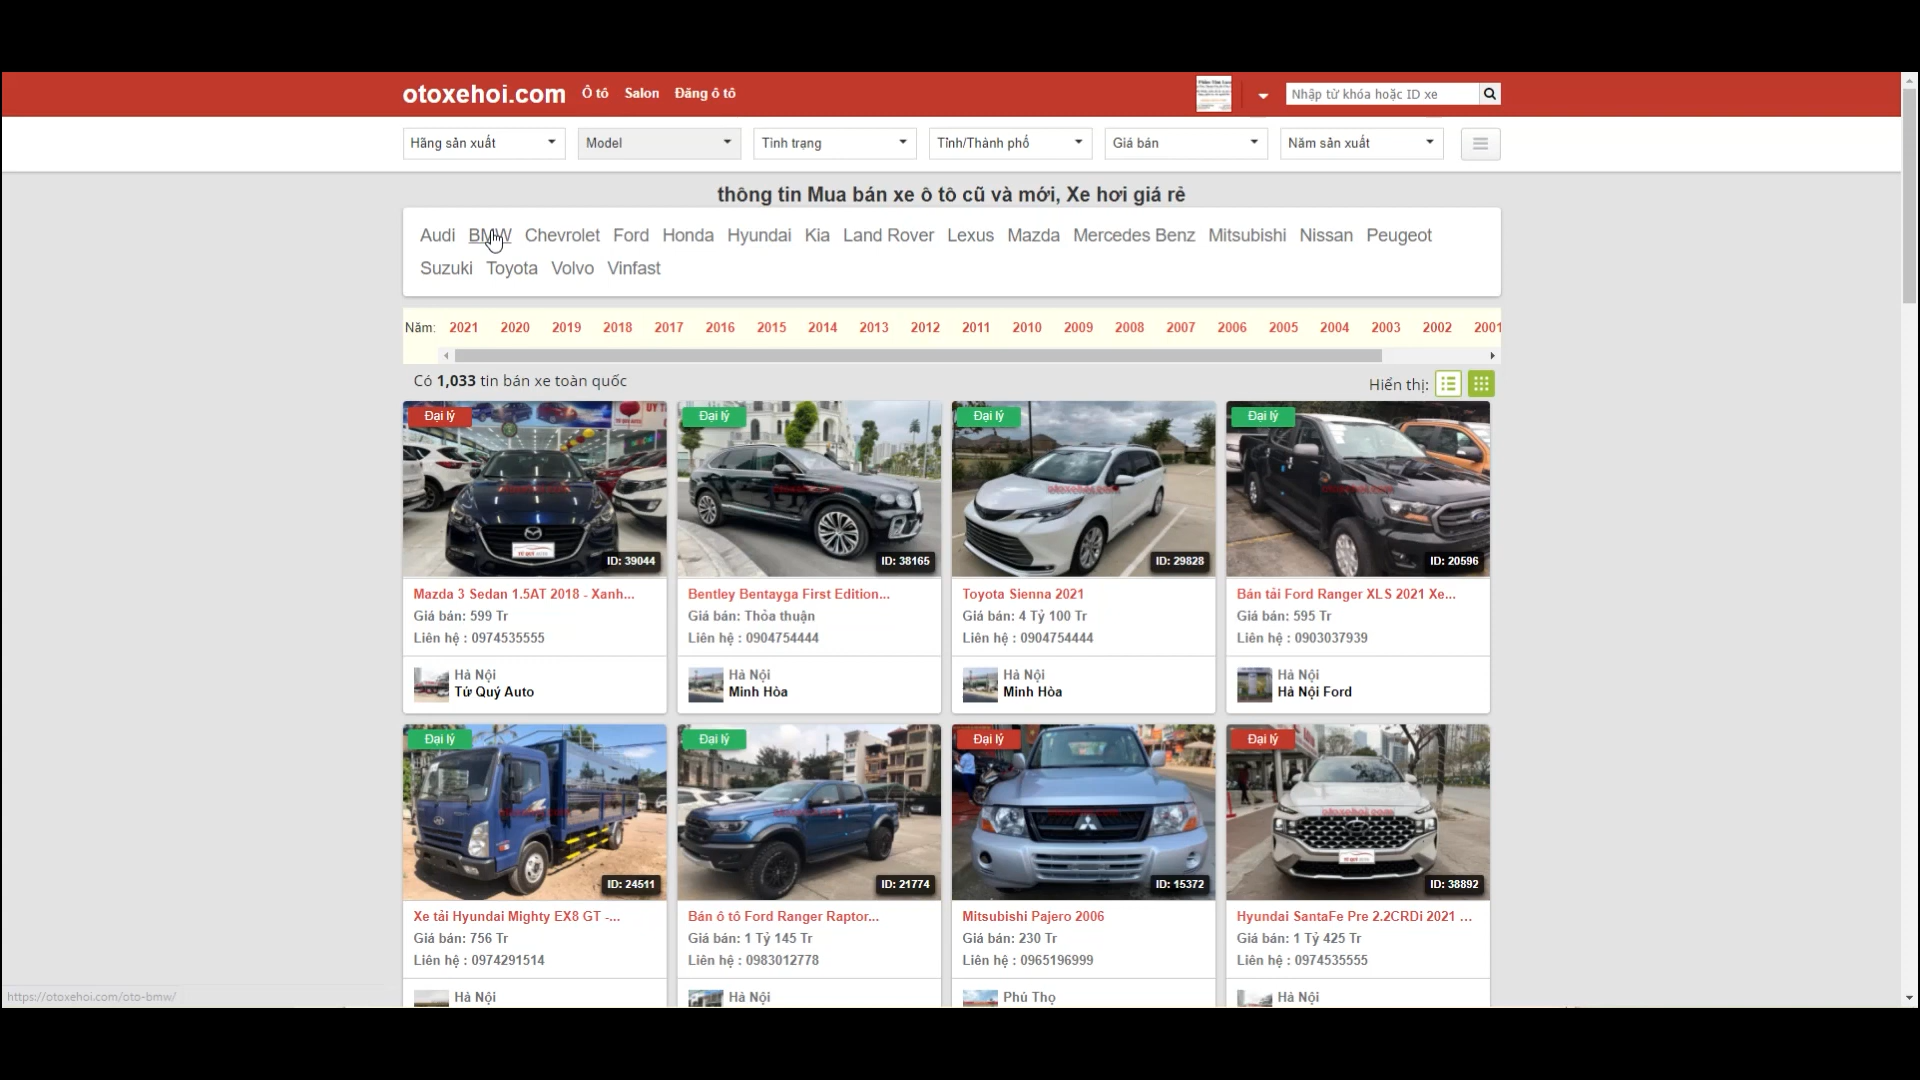 otoxehoi.com Ô tô Salon Đăng ô tô Nhập từ khóa hoặc ID xe
Hãng sản xuất Model Tình trạng Tỉnh/Thành phố Giá bán Năm sản xuất
thông tin Mua bán xe ô tô cũ và mới, Xe hơi giá rẻ
Audi BMW Chevrolet Ford Honda Hyundai Kia Land Rover Lexus Mazda Mercedes Benz Mitsubishi Nissan Peugeot
Suzuki Toyota Volvo Vinfast
Năm: 2021 2020 2019 2018 2017 2016 2015 2014 2013 2012 2011 2010 2009 2008 2007 2006 2005 2004 2003 2002 2001
Có 1,033 tin bán xe toàn quốc Hiển thị:
Đại lý Đại lý Đại lý Đại lý
otoxehoi.com
ID: 39044 ID: 38165 ID: 29828 ID: 20596
Mazda 3 Sedan 1.5AT 2018 - Xanh... Bentley Bentayga First Edition... Toyota Sienna 2021 Bán tải Ford Ranger XLS 2021 Xe...
Giá bán: 599 Tr Giá bán: Thỏa thuận Giá bán: 4 Tỷ 100 Tr Giá bán: 595 Tr
Liên hệ : 0974535555 Liên hệ : 0904754444 Liên hệ : 0904754444 Liên hệ : 0903037939
Hà Nội Hà Nội Hà Nội Hà Nội
Tứ Quý Auto Minh Hòa Minh Hòa Hà Nội Ford
Đại lý Đại lý Đại lý Đại lý
otoxehoi.com
ID: 24511 ID: 21774 ID: 15372 ID: 38892
Xe tải Hyundai Mighty EX8 GT -... Bán ô tô Ford Ranger Raptor... Mitsubishi Pajero 2006 Hyundai SantaFe Pre 2.2CRDi 2021 ...
Giá bán: 756 Tr Giá bán: 1 Tỷ 145 Tr Giá bán: 230 Tr Giá bán: 1 Tỷ 425 Tr
Liên hệ : 0974291514 Liên hệ : 0983012778 Liên hệ : 0965196999 Liên hệ : 0974535555
Hà Nội Hà Nội Phú Thọ Hà Nội
https://otoxehoi.com/oto-bmw/